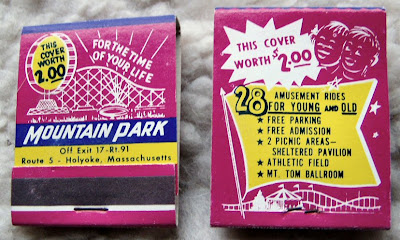 THIS
COVER
WORTH
$2.00
FOR THE TIME
OF YOUR LIFE
MOUNTAIN PARK
Off Exit 17-Rt. 91
Route 5 - Holyoke, Massachusetts
THIS COVER
WORTH $2.00
28 AMUSEMENT RIDES
FOR YOUNG AND OLD
★ FREE PARKING
★ FREE ADMISSION
★ 2 PICNIC AREAS-
SHELTERED PAVILION
★ ATHLETIC FIELD
★ MT. TOM BALLROOM